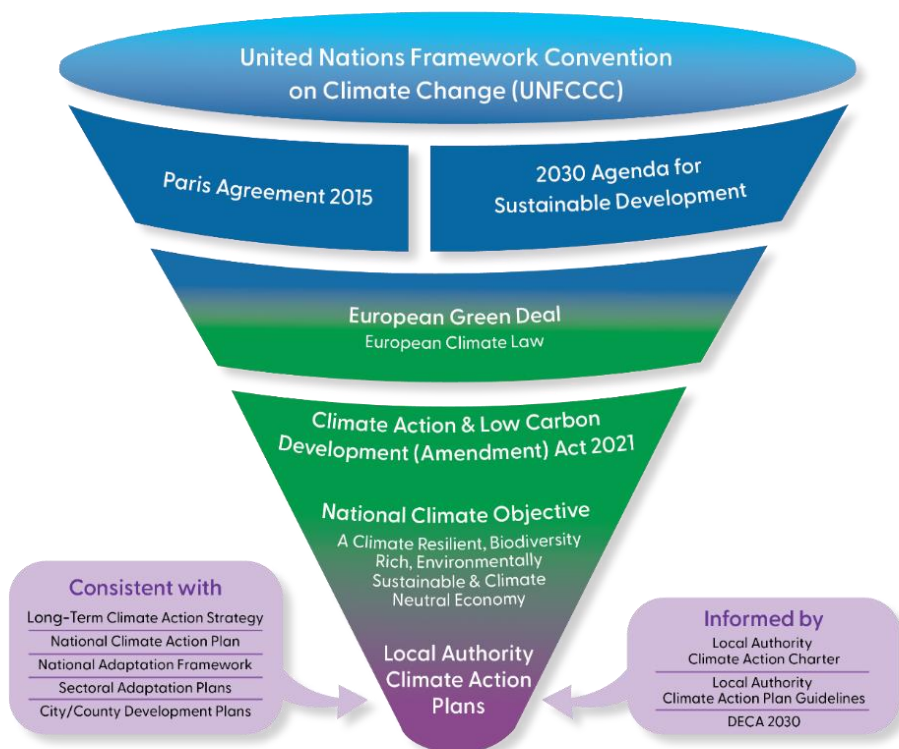 United Nations Framework Convention
on Climate Change (UNFCCC)
Paris Agreement 2015
2030 Agenda for
Sustainable Development
European Green Deal
European Climate Law
Climate Action & Low Carbon
Development (Amendment) Act 2021
National Climate Objective
A Climate Resilient, Biodiversity
Rich, Environmentally
Sustainable & Climate
Neutral Economy
Local Authority
Climate Action
Plans
Consistent with
Long-Term Climate Action Strategy
National Climate Action Plan
National Adaptation Framework
Sectoral Adaptation Plans
City/County Development Plans
Informed by
Local Authority
Climate Action Charter
Local Authority
Climate Action Plan Guidelines
DECA 2030